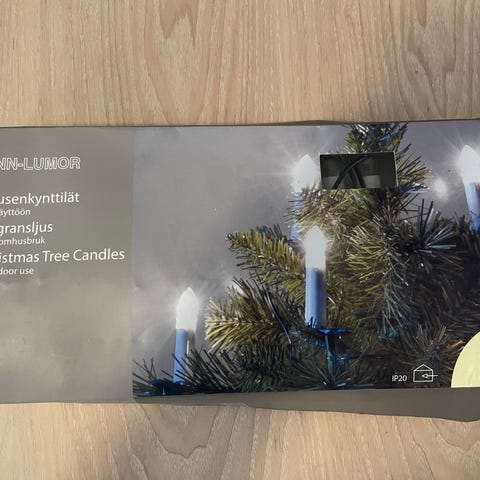 NN-LUMOR
usenkynttilät
äyttöön
gransljus
omhusbruk
istmas Tree Candles
door use
IP20